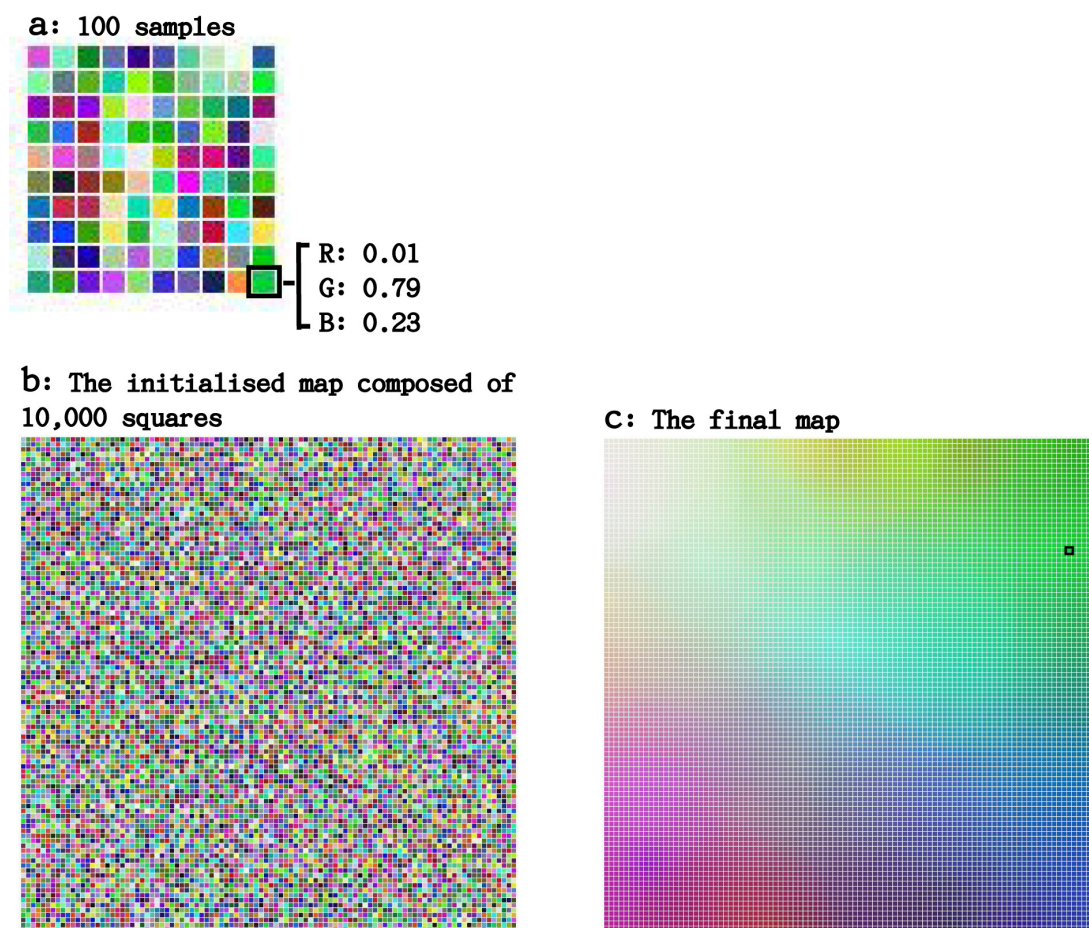 a: 100 samples
R: 0.01
G: 0.79
B: 0.23
b: The initialised map composed of
10,000 squares
c: The final map